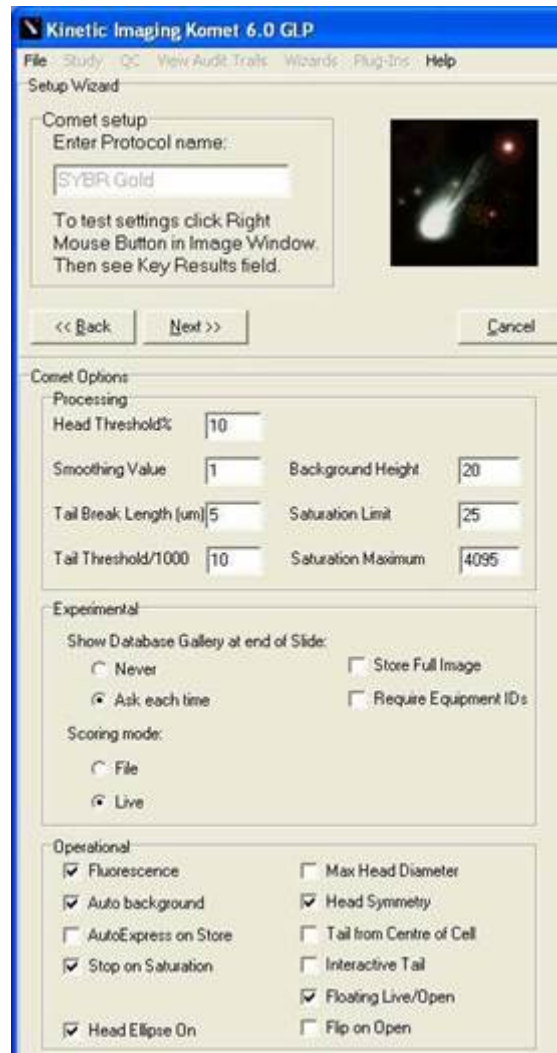 Kinetic Imaging Komet 6.0 GLP
File Study QC View Audit Trails Wizards Plug-Ins Help
Setup Wizard
Comet setup
Enter Protocol name:
SYBR Gold
To test settings click Right
Mouse Button in Image Window.
Then see Key Results field.
<< Back Next >> Cancel
Comet Options
Processing
Head Threshold% 10
Smoothing Value 1 Background Height 20
Tail Break Length (um) 5 Saturation Limit 25
Tail Threshold/1000 10 Saturation Maximum 4095
Experimental
Show Database Gallery at end of Slide:
Never Store Full Image
Ask each time Require Equipment IDs
Scoring mode:
File
Live
Operational
Fluorescence Max Head Diameter
Auto background Head Symmetry
AutoExpress on Store Tail from Centre of Cell
Stop on Saturation Interactive Tail
Floating Live/Open
Head Ellipse On Flip on Open